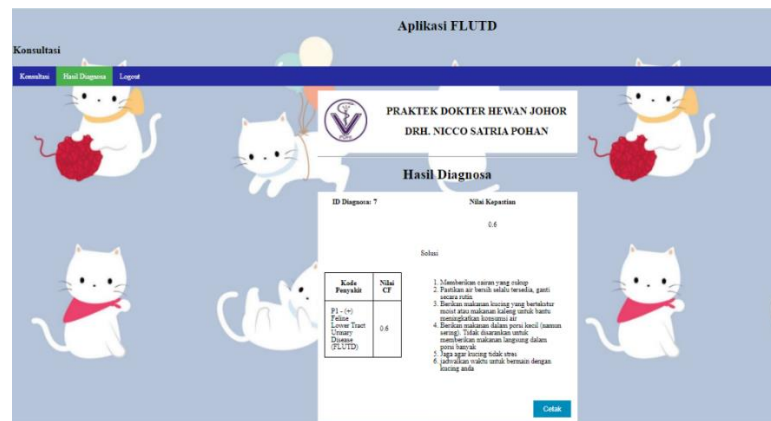 Aplikasi FLUTD
Konsultasi
Konsultasi Hasil Diagnosa Logout
PRAKTEK DOKTER HEWAN JOHOR
DRH. NICCO SATRIA POHAN
Hasil Diagnosa
ID Diagnosa: 7
Nilai Kepastian
0.6
Solusi
Kode Penyakit
Nilai CF
P1 - (+)
Feline
Lower Tract
Urinary
Disease
(FLUTD)
0.6
1. Memberikan cairan yang cukup
2. Pastikan air bersih selalu tersedia, ganti
secara rutin
3. Berikan makanan kucing yang bertekstur
moist atau makanan kaleng untuk bantu
meningkatkan konsumsi air
4. Berikan makanan dalam porsi kecil (namun
sering). Tidak disarankan untuk
memberikan makanan langsung dalam
porsi banyak
5. Jaga agar kucing tidak stres
6. jadwalkan waktu untuk bermain dengan
kucing anda
Cetak